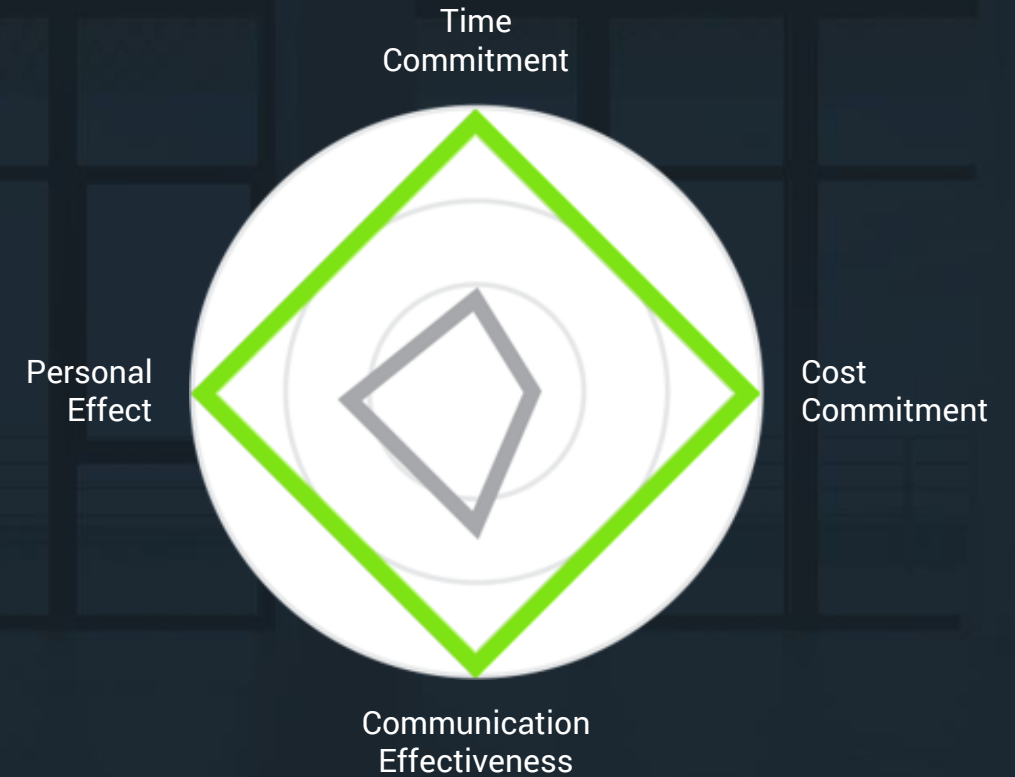 Time
Commitment
Personal
Effect
Cost
Commitment
Communication
Effectiveness